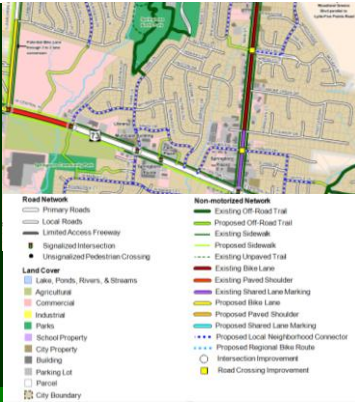 Library
73
Road Network
Primary Roads
Local Roads
Limited Access Freeway
Signalized Intersection
Unsignalized Pedestrian Crossing
Land Cover
Lake, Ponds, Rivers, & Streams
Agricultural
Commercial
Industrial
Parks
School Property
City Property
Building
Parking Lot
Parcel
City Boundary
Non-motorized Network
Existing Off-Road Trail
Proposed Off-Road Trail
Existing Sidewalk
Proposed Sidewalk
Existing Unpaved Trail
Existing Bike Lane
Existing Paved Shoulder
Existing Shared Lane Marking
Proposed Bike Lane
Proposed Paved Shoulder
Proposed Shared Lane Marking
Proposed Local Neighborhood Connector
Proposed Regional Bike Route
Intersection Improvement
Road Crossing Improvement